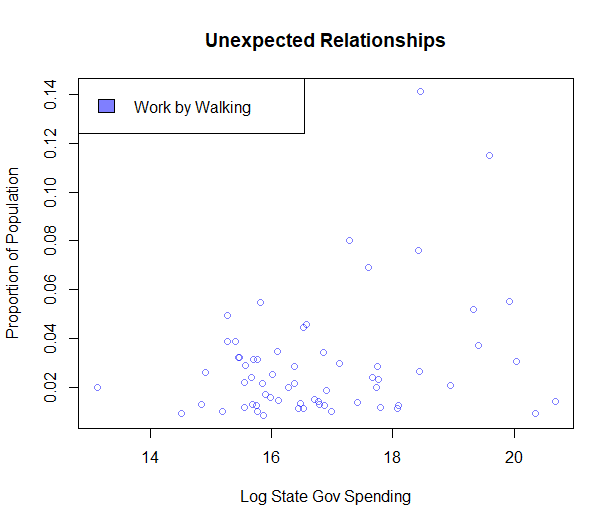 Unexpected Relationships
Work by Walking
Proportion of Population
0.14
0.12
0.10
0.08
0.06
0.04
0.02
14
16
18
20
Log State Gov Spending